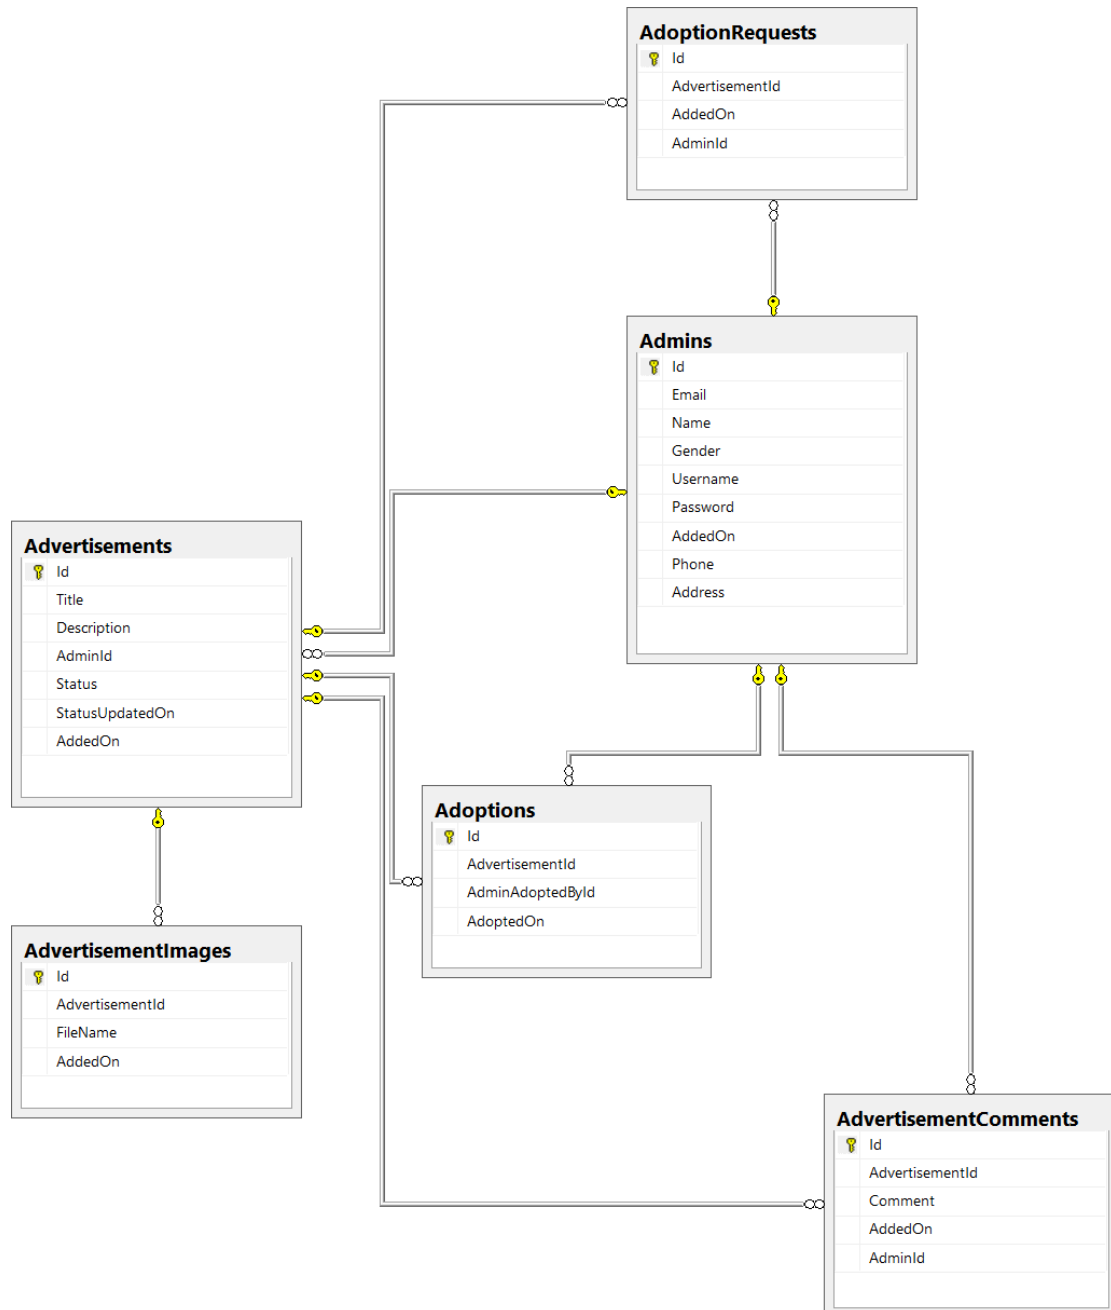 AdoptionRequests
Id
AdvertisementId
AddedOn
AdminId
Admins
Id
Email
Name
Gender
Username
Password
AddedOn
Phone
Address
Advertisements
Id
Title
Description
AdminId
Status
StatusUpdatedOn
AddedOn
Adoptions
Id
AdvertisementId
AdminAdoptedById
AdoptedOn
AdvertisementImages
Id
AdvertisementId
FileName
AddedOn
AdvertisementComments
Id
AdvertisementId
Comment
AddedOn
AdminId